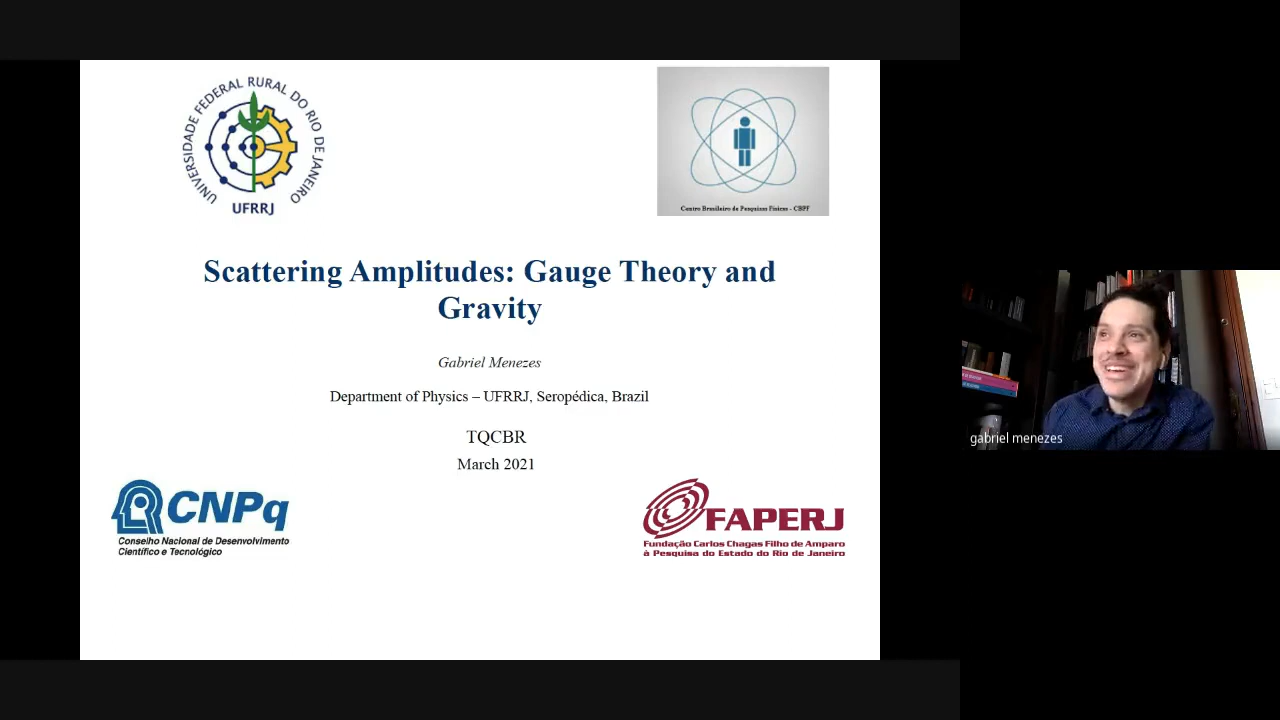 UNIVERSIDADE FEDERAL RURAL DO RIO DE JANEIRO
UFRRJ
Centro Brasileiro de Pesquisas Físicas - CBPF
Scattering Amplitudes: Gauge Theory and
Gravity
Gabriel Menezes
Department of Physics – UFRRJ, Seropédica, Brazil
TQCBR
March 2021
CNPq
Conselho Nacional de Desenvolvimento
Científico e Tecnológico
FAPERJ
Fundação Carlos Chagas Filho de Amparo
à Pesquisa do Estado do Rio de Janeiro
gabriel menezes